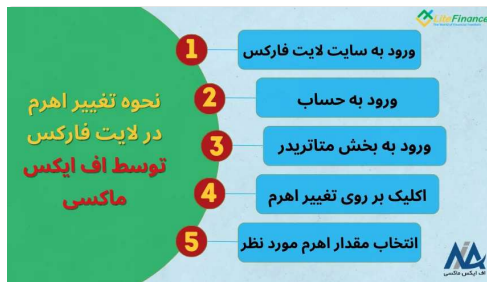 LiteFinance
نحوه تغییر اهرم
در لایت فارکس
توسط اف ایکس
ماکسی
1
ورود به سایت لایت فارکس
2
ورود به حساب
3
ورود به بخش متاتریدر
4
اکلیک بر روی تغییر اهرم
5
انتخاب مقدار اهرم مورد نظر
اف ایکس ماکسی